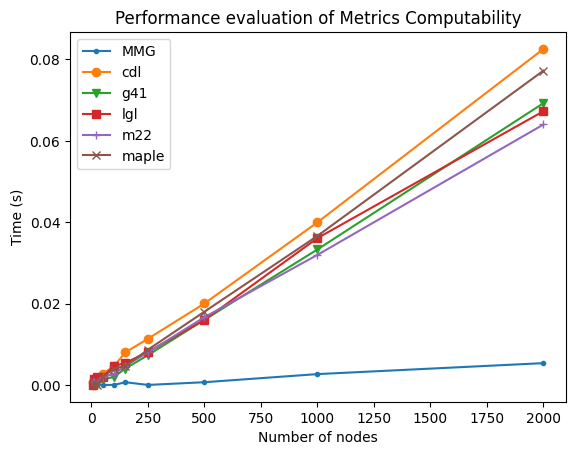 Performance evaluation of Metrics Computability
MMG
cdl
g41
lgl
m22
maple
0.08
0.06
0.04
0.02
0.00
Time (s)
0 250 500 750 1000 1250 1500 1750 2000
Number of nodes